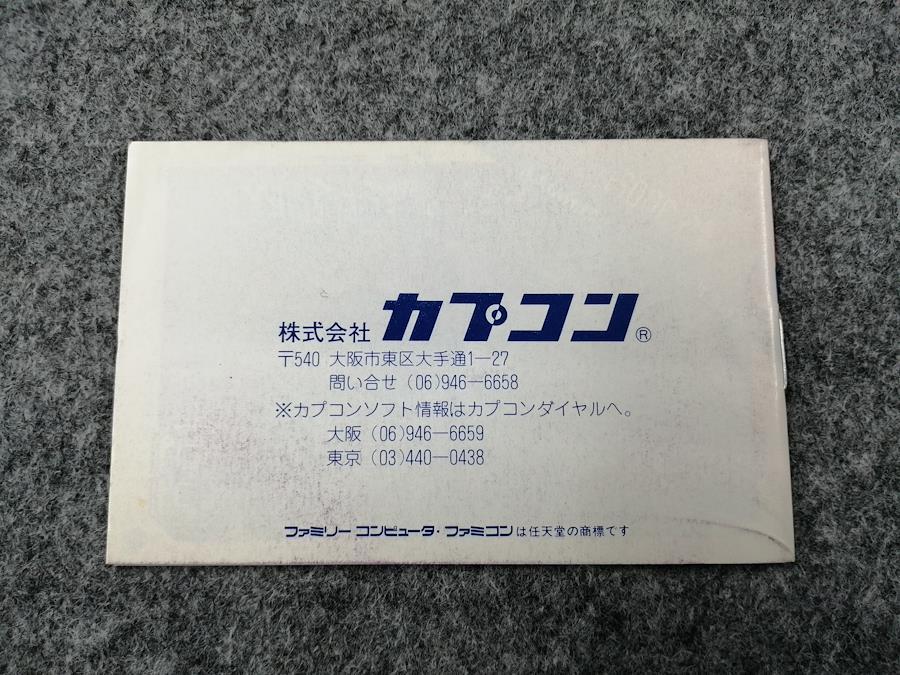 株式会社 カプコン®
〒540 大阪市東区大手通1—27
問い合せ (06)946—6658
※カプコンソフト情報はカプコンダイヤルへ。
大阪 (06)946—6659
東京 (03)440—0438
ファミリー コンピュータ・ファミコンは任天堂の商標です